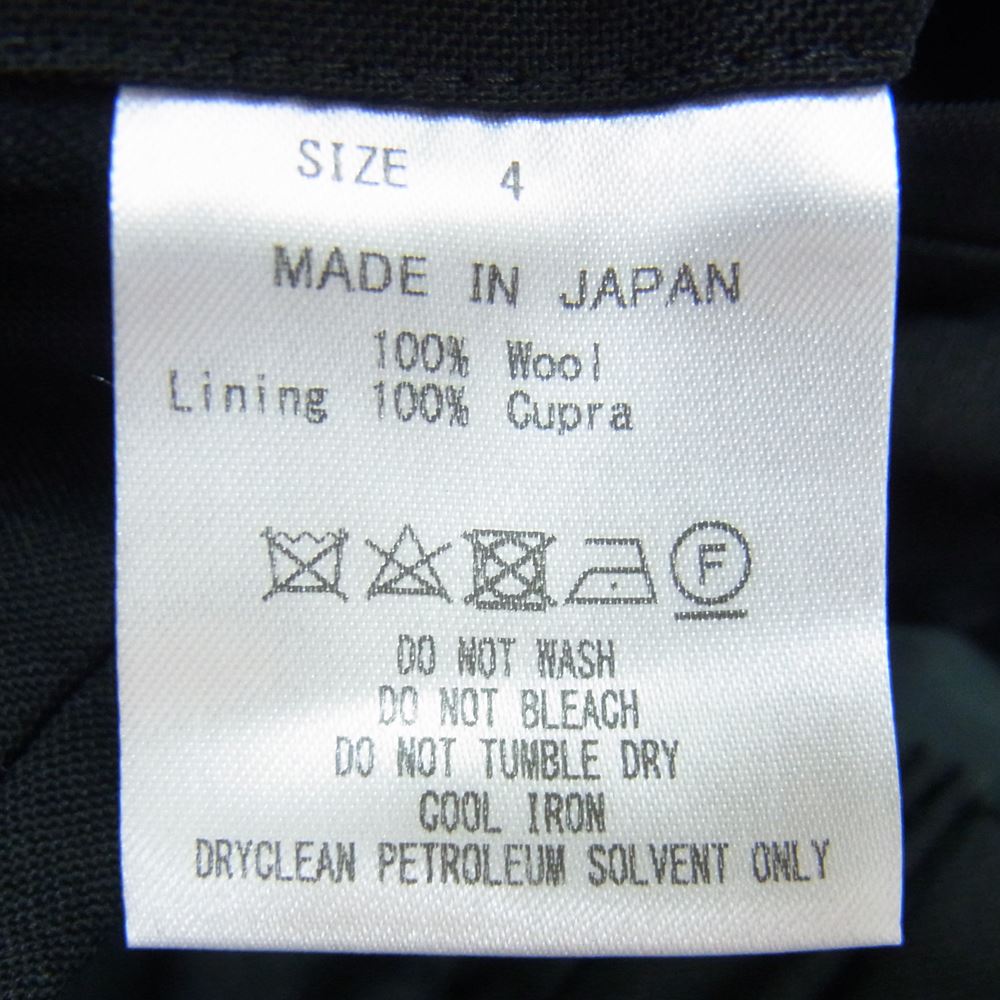 SIZE 4
MADE IN JAPAN
100% Wool
Lining 100% Cupra
F
DO NOT WASH
DO NOT BLEACH
DO NOT TUMBLE DRY
COOL IRON
DRYCLEAN PETROLEUM SOLVENT ONLY